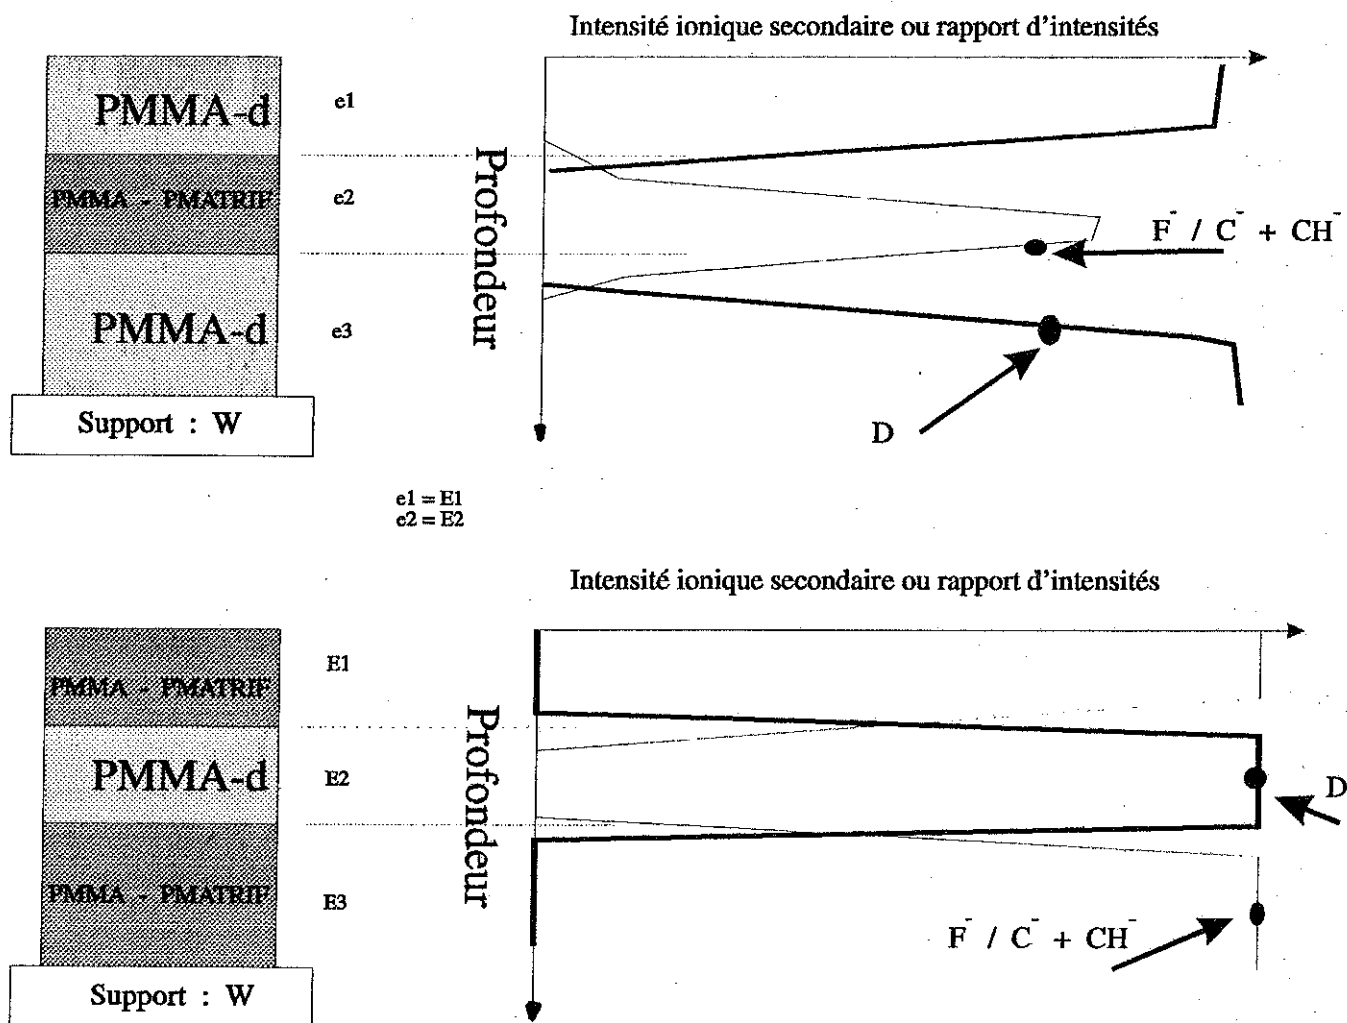 Intensité ionique secondaire ou rapport d'intensités
PMMA-d
e1
PMMA - PMATRIF
e2
PMMA-d
e3
Support : W
Profondeur
F⁻ / C⁻ + CH⁻
D
e1 = E1
e2 = E2
Intensité ionique secondaire ou rapport d'intensités
PMMA - PMATRIF
E1
PMMA-d
E2
PMMA - PMATRIF
E3
Support : W
Profondeur
D
F⁻ / C⁻ + CH⁻